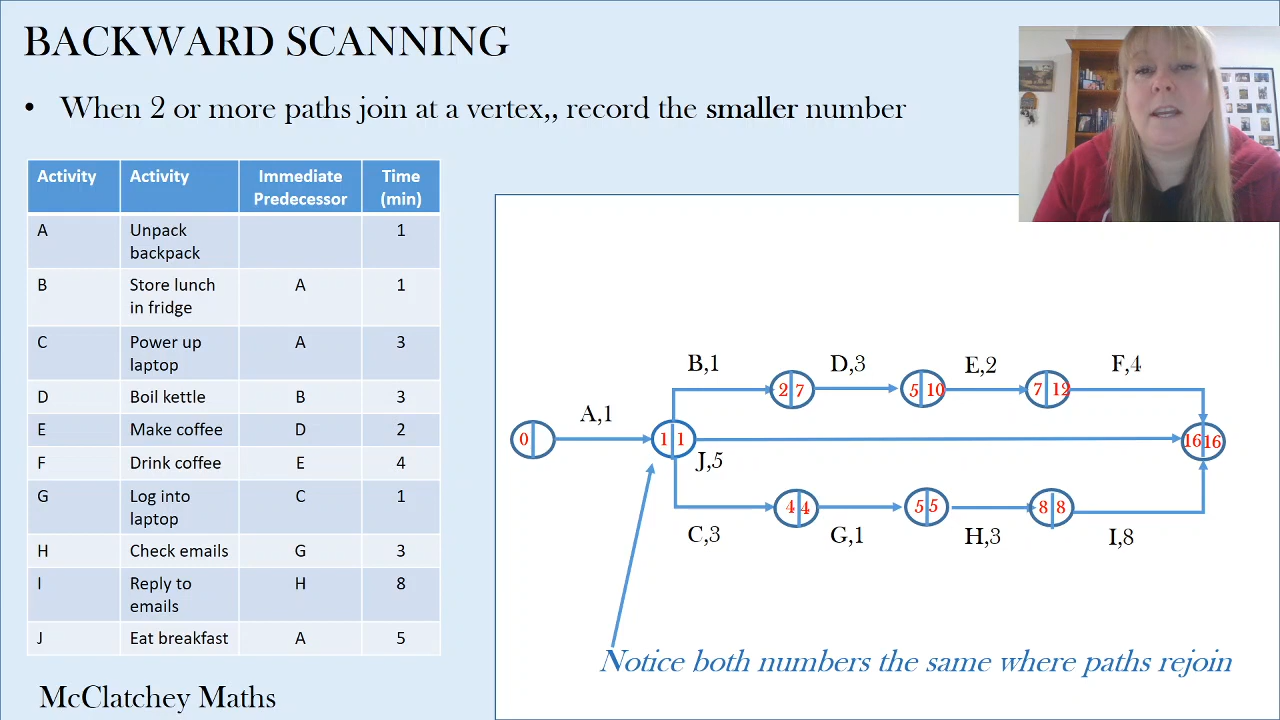 BACKWARD SCANNING
• When 2 or more paths join at a vertex,, record the smaller number
Activity Activity Immediate Predecessor Time (min)
A Unpack backpack 1
B Store lunch in fridge A 1
C Power up laptop A 3
D Boil kettle B 3
E Make coffee D 2
F Drink coffee E 4
G Log into laptop C 1
H Check emails G 3
I Reply to emails H 8
J Eat breakfast A 5
B,1 D,3 E,2 F,4
2 7 5 10 7 12
A,1
0 1 1 16 16
J,5
4 4 5 5 8 8
C,3 G,1 H,3 I,8
Notice both numbers the same where paths rejoin
McClatchey Maths